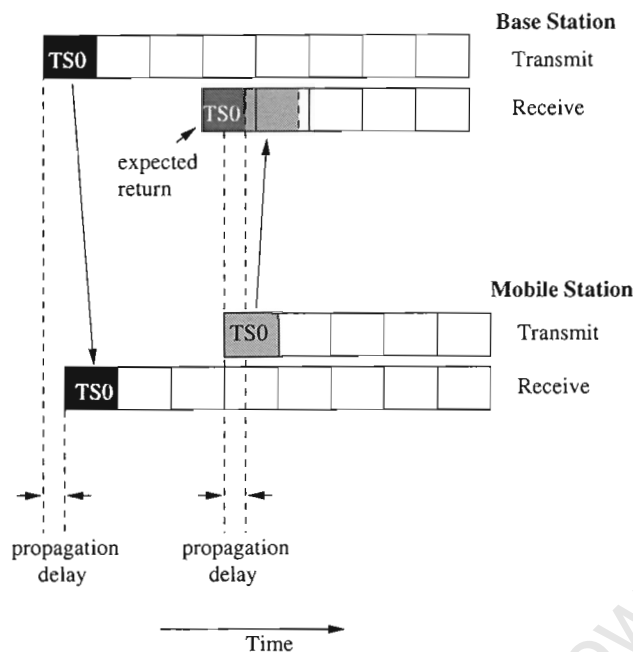 Base Station
TS0
Transmit
TS0
Receive
expected
return
Mobile Station
TS0
Transmit
TS0
Receive
propagation
delay
propagation
delay
Time